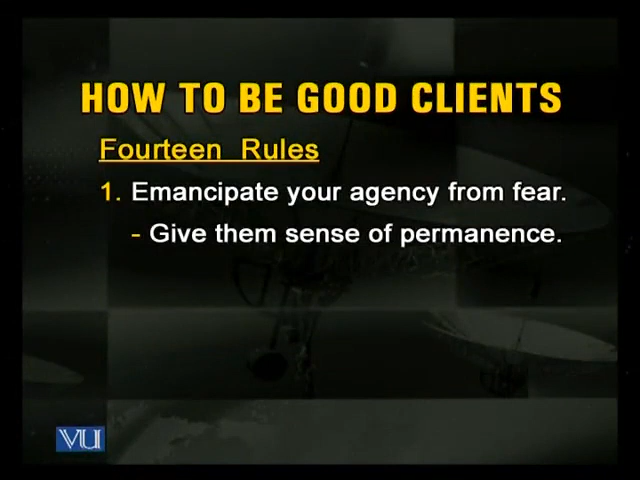 HOW TO BE GOOD CLIENTS
Fourteen Rules
1. Emancipate your agency from fear.
- Give them sense of permanence.
VU